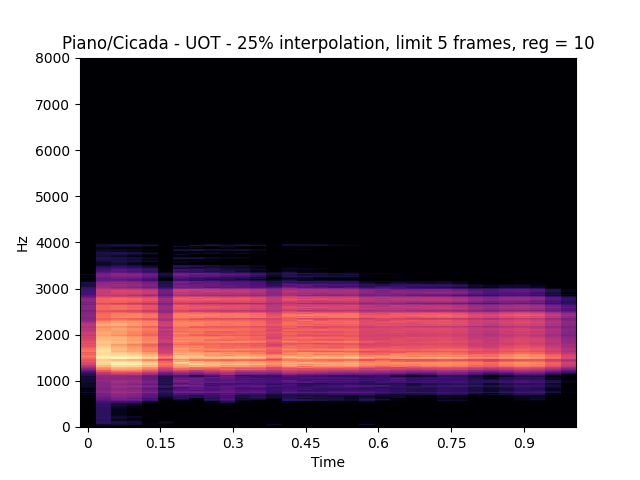 Piano/Cicada - UOT - 25% interpolation, limit 5 frames, reg = 10
8000
7000
6000
5000
4000
3000
2000
1000
0
Hz
0 0.15 0.3 0.45 0.6 0.75 0.9
Time